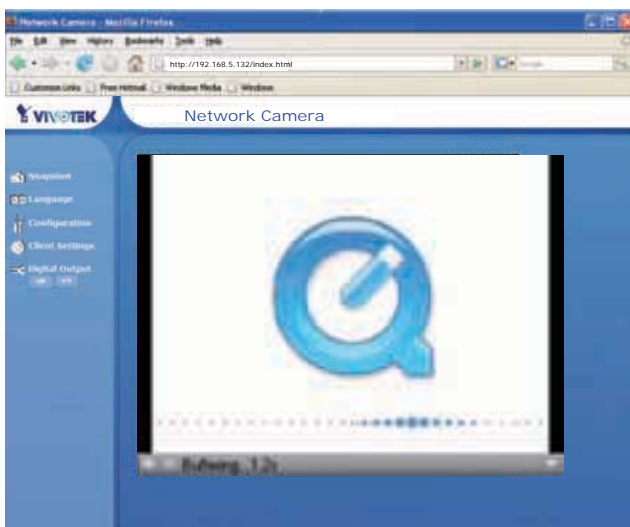 Network Camera - Mozilla Firefox
File Edit View History Bookmarks Tools Help
http://192.168.5.132/index.html
Customize Links Free Hotmail Windows Media Windows
VIVOTEK
Network Camera
Snapshot
Language
Configuration
Client Settings
Digital Output